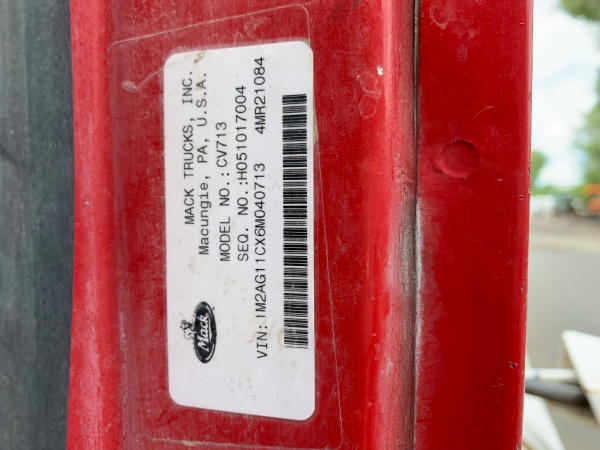 MACK TRUCKS, INC.
Macungie, PA, U.S.A.
MODEL NO.: CV713
SEQ. NO.:H051017004
VIN: 1M2AG11CX6M040713 4MR21084
Mack